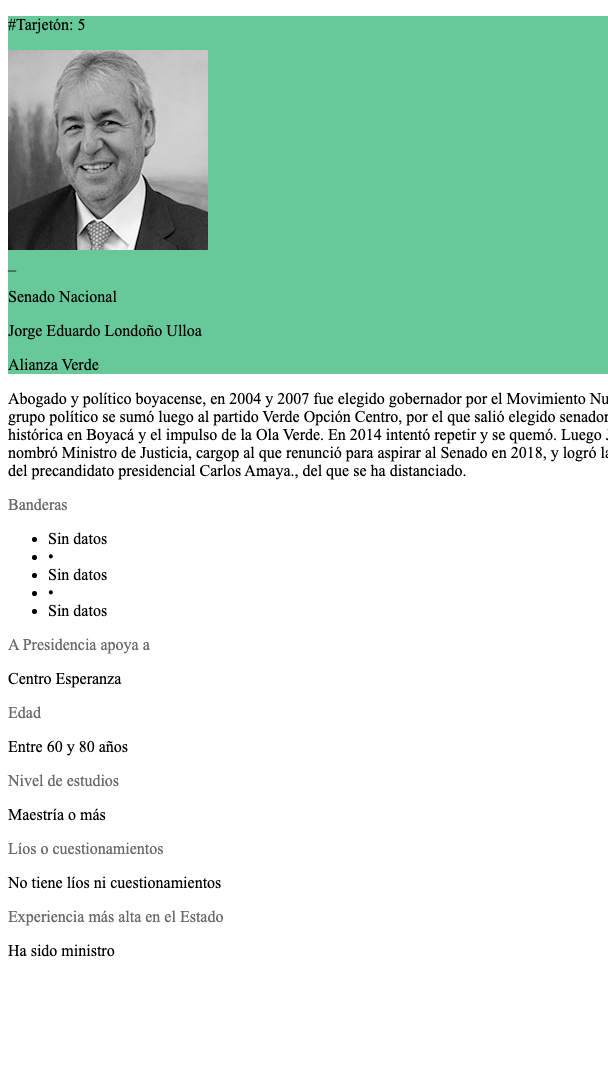 #Tarjetón: 5
_
Senado Nacional
Jorge Eduardo Londoño Ulloa
Alianza Verde
Abogado y político boyacense, en 2004 y 2007 fue elegido gobernador por el Movimiento
grupo político se sumó luego al partido Verde Opción Centro, por el que salió elegido senador
histórica en Boyacá y el impulso de la Ola Verde. En 2014 intentó repetir y se quemó. Luego
nombró Ministro de Justicia, cargop al que renunció para aspirar al Senado en 2018, y logró
del precandidato presidencial Carlos Amaya., del que se ha distanciado.
Banderas
• Sin datos
• •
• Sin datos
• •
• Sin datos
A Presidencia apoya a
Centro Esperanza
Edad
Entre 60 y 80 años
Nivel de estudios
Maestría o más
Líos o cuestionamientos
No tiene líos ni cuestionamientos
Experiencia más alta en el Estado
Ha sido ministro